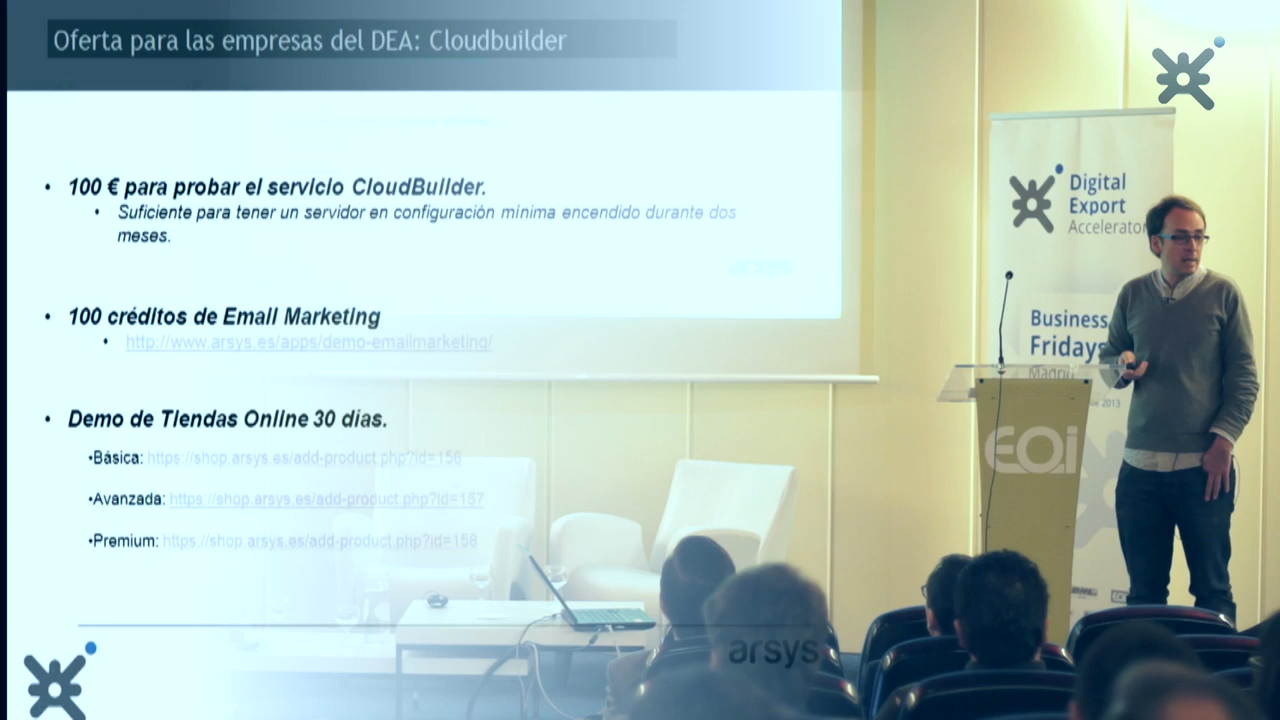 Oferta para las empresas del DEA: Cloudbuilder
• 100 € para probar el servicio CloudBuilder.
• Suficiente para tener un servidor en configuración mínima encendido durante dos
meses.
• 100 créditos de Email Marketing
• http://www.arsys.es/apps/demo-emailmarketing/
• Demo de Tiendas Online 30 días.
•Básica: https://shop.arsys.es/add-product.php?id=156
•Avanzada: https://shop.arsys.es/add-product.php?id=157
•Premium: https://shop.arsys.es/add-product.php?id=158
arsys
Digital
Export
Accelerator
Business
Fridays
Madrid
2013
EOi